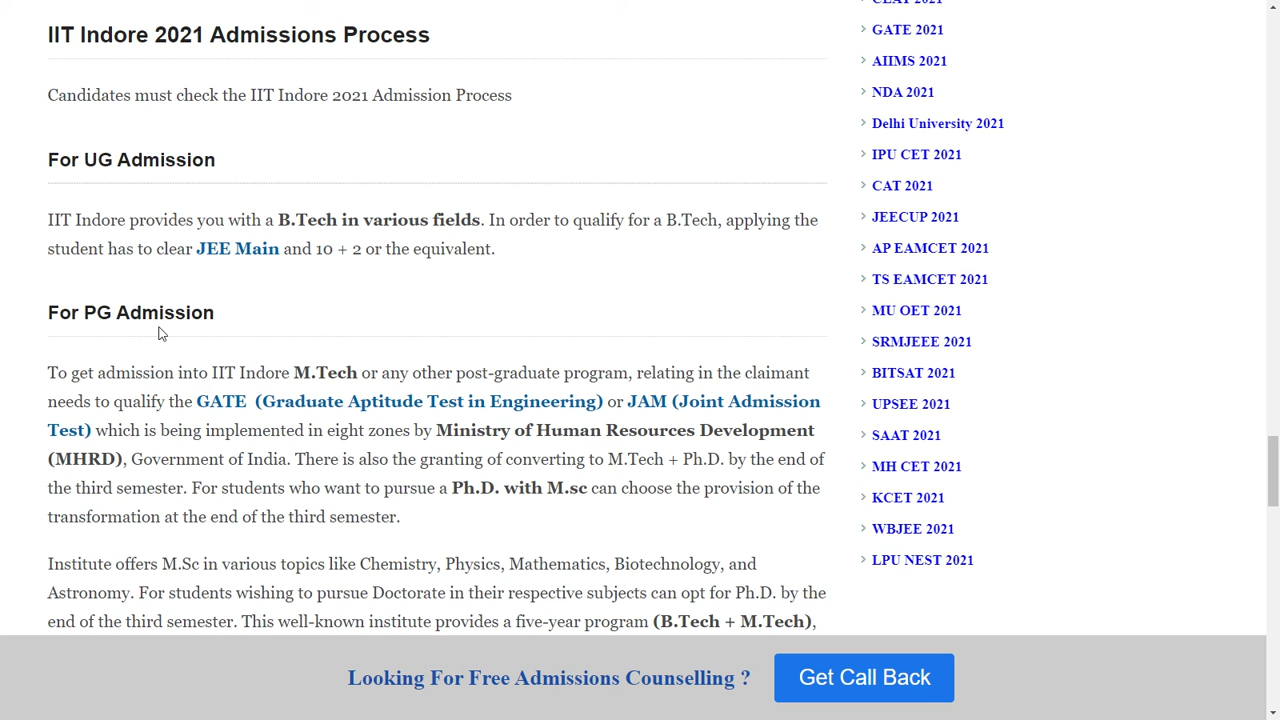 IIT Indore 2021 Admissions Process
Candidates must check the IIT Indore 2021 Admission Process
For UG Admission
IIT Indore provides you with a B.Tech in various fields. In order to qualify for a B.Tech, applying the
student has to clear JEE Main and 10 + 2 or the equivalent.
For PG Admission
To get admission into IIT Indore M.Tech or any other post-graduate program, relating in the claimant
needs to qualify the GATE (Graduate Aptitude Test in Engineering) or JAM (Joint Admission
Test) which is being implemented in eight zones by Ministry of Human Resources Development
(MHRD), Government of India. There is also the granting of converting to M.Tech + Ph.D. by the end of
the third semester. For students who want to pursue a Ph.D. with M.sc can choose the provision of the
transformation at the end of the third semester.
Institute offers M.Sc in various topics like Chemistry, Physics, Mathematics, Biotechnology, and
Astronomy. For students wishing to pursue Doctorate in their respective subjects can opt for Ph.D. by the
end of the third semester. This well-known institute provides a five-year program (B.Tech + M.Tech),
CLAT 2021
GATE 2021
AIIMS 2021
NDA 2021
Delhi University 2021
IPU CET 2021
CAT 2021
JEECUP 2021
AP EAMCET 2021
TS EAMCET 2021
MU OET 2021
SRMJEEE 2021
BITSAT 2021
UPSEE 2021
SAAT 2021
MH CET 2021
KCET 2021
WBJEE 2021
LPU NEST 2021
Looking For Free Admissions Counselling ?
Get Call Back